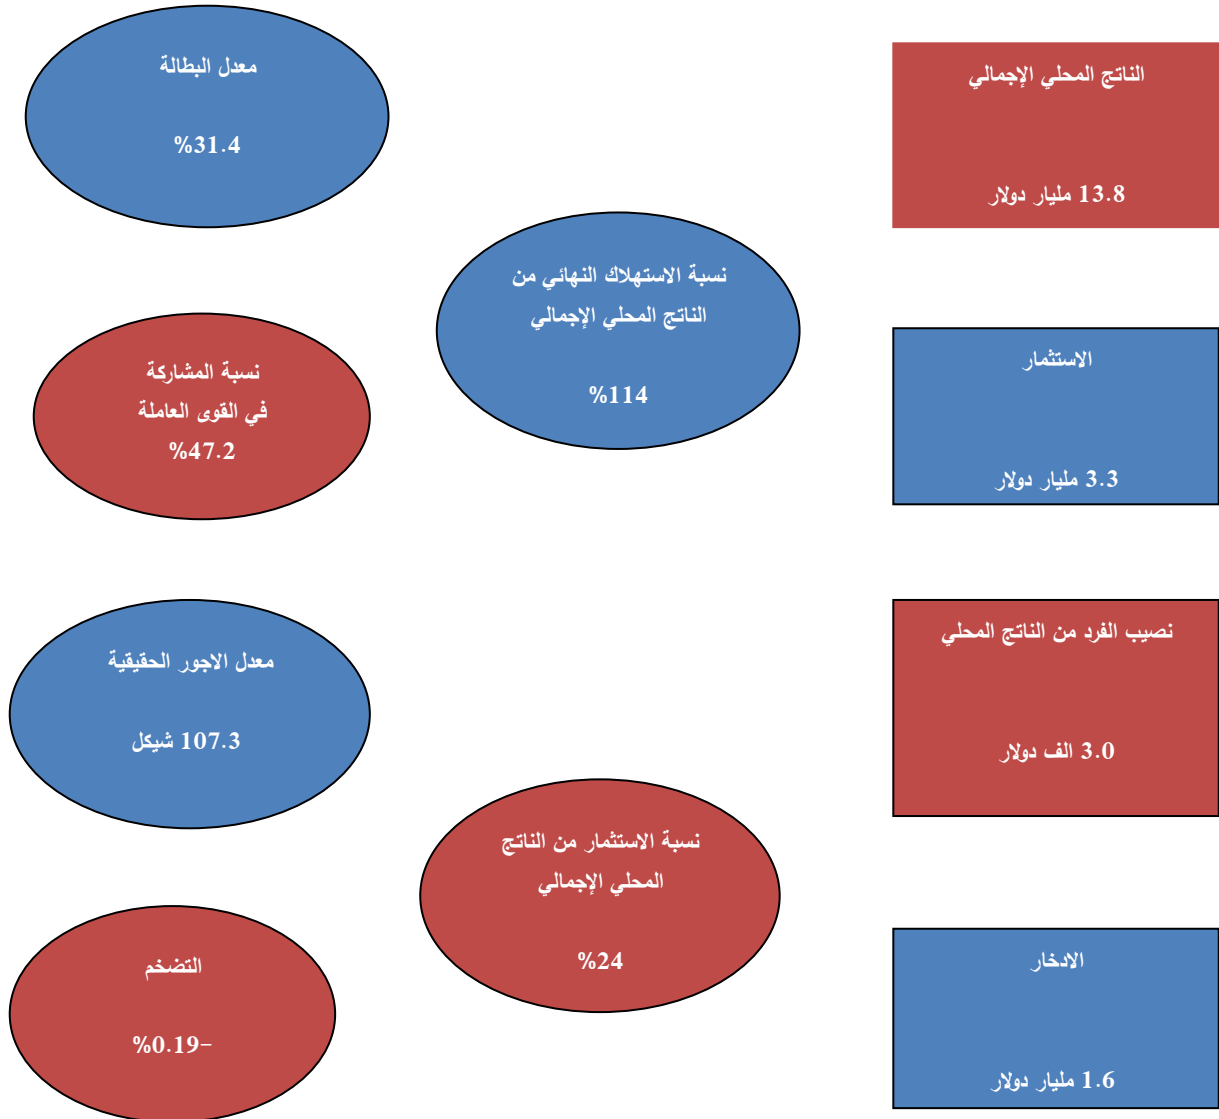 الناتج المحلي الإجمالي
13.8 مليار دولار
معدل البطالة
%31.4
نسبة الاستهلاك النهائي من
الناتج المحلي الإجمالي
%114
الاستثمار
3.3 مليار دولار
نسبة المشاركة
في القوى العاملة
%47.2
نصيب الفرد من الناتج المحلي
3.0 الف دولار
معدل الاجور الحقيقية
107.3 شيكل
نسبة الاستثمار من الناتج
المحلي الإجمالي
%24
الادخار
1.6 مليار دولار
التضخم
%0.19-